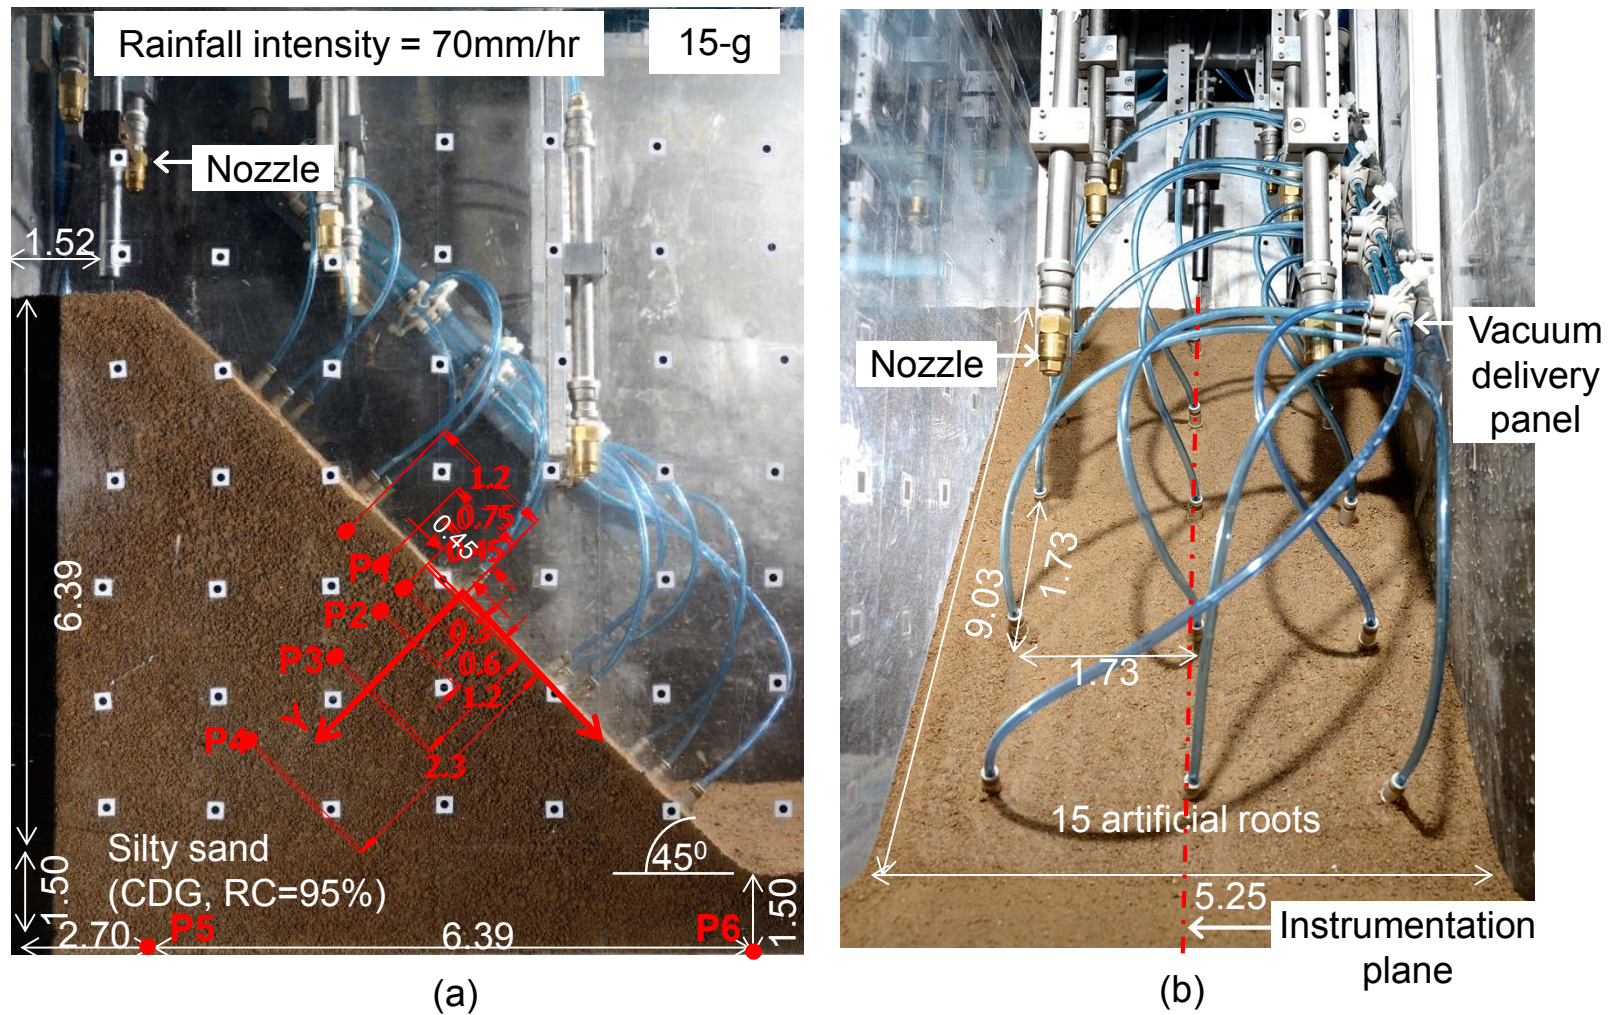 Rainfall intensity = 70mm/hr
15-g
Nozzle
1.52
1.2
0.75
0.45
0.45
P1
P2
0.3
P3
0.6
1.2
Y
P4
2.3
6.39
Silty sand
(CDG, RC=95%)
45⁰
1.50
1.50
2.70
P5
6.39
P6
(a)
Nozzle
Vacuum
delivery
panel
1.73
9.03
1.73
15 artificial roots
5.25
Instrumentation
plane
(b)